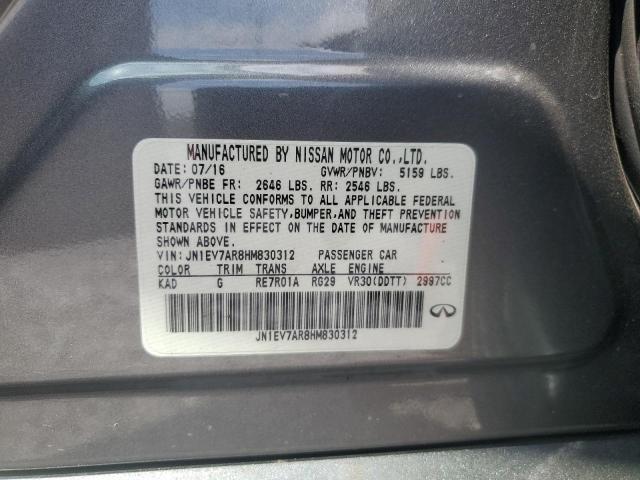 MANUFACTURED BY NISSAN MOTOR CO.,LTD.
DATE: 07/16 GVWR/PNBV: 5159 LBS.
GAWR/PNBE FR: 2646 LBS. RR: 2546 LBS.
THIS VEHICLE CONFORMS TO ALL APPLICABLE FEDERAL
MOTOR VEHICLE SAFETY,BUMPER,AND THEFT PREVENTION
STANDARDS IN EFFECT ON THE DATE OF MANUFACTURE
SHOWN ABOVE.
VIN: JN1EV7AR8HM830312 PASSENGER CAR
COLOR TRIM TRANS AXLE ENGINE
KAD G RE7R01A RG29 VR30(DDTT) 2997CC
JN1EV7AR8HM830312